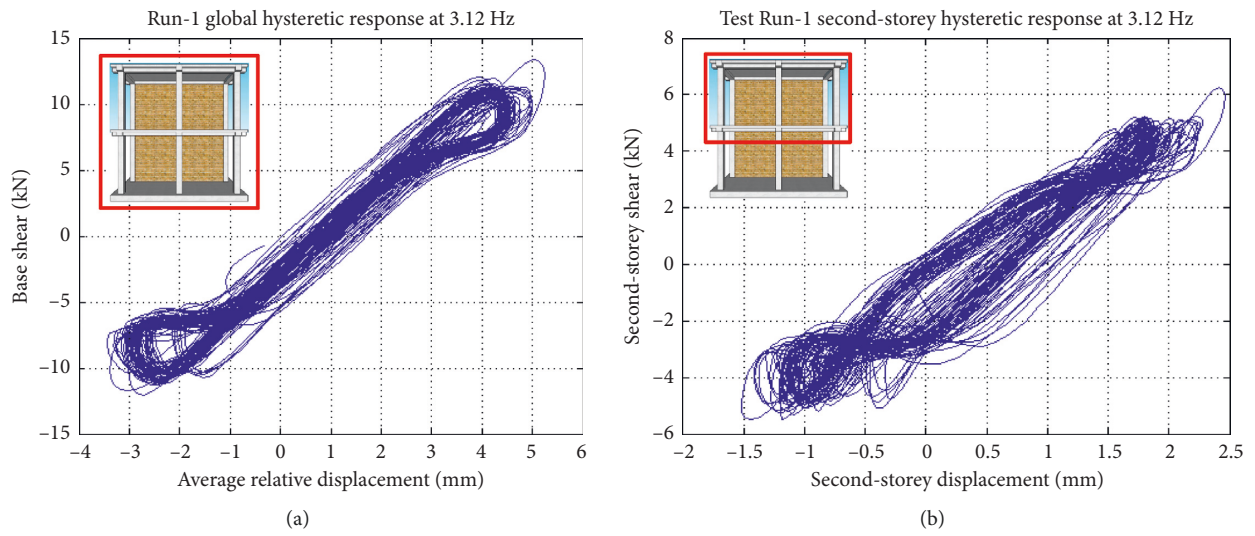 Run-1 global hysteretic response at 3.12 Hz
15
10
5
0
–5
–10
–15
Base shear (kN)
–4 –3 –2 –1 0 1 2 3 4 5 6
Average relative displacement (mm)
(a)
Test Run-1 second-storey hysteretic response at 3.12 Hz
8
6
4
2
0
–2
–4
–6
Second-storey shear (kN)
–2 –1.5 –1 –0.5 0 0.5 1 1.5 2 2.5
Second-storey displacement (mm)
(b)